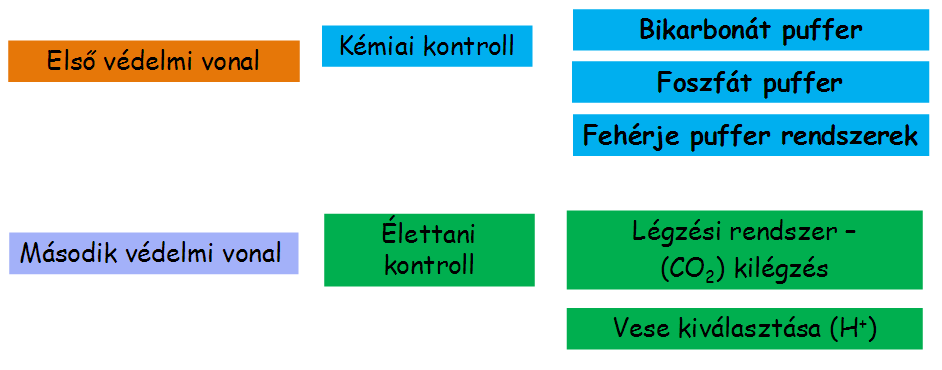 Első védelmi vonal
Kémiai kontroll
Bikarbonát puffer
Foszfát puffer
Fehérje puffer rendszerek
Második védelmi vonal
Élettani
kontroll
Légzési rendszer –
(CO₂) kilégzés
Vese kiválasztása (H⁺)